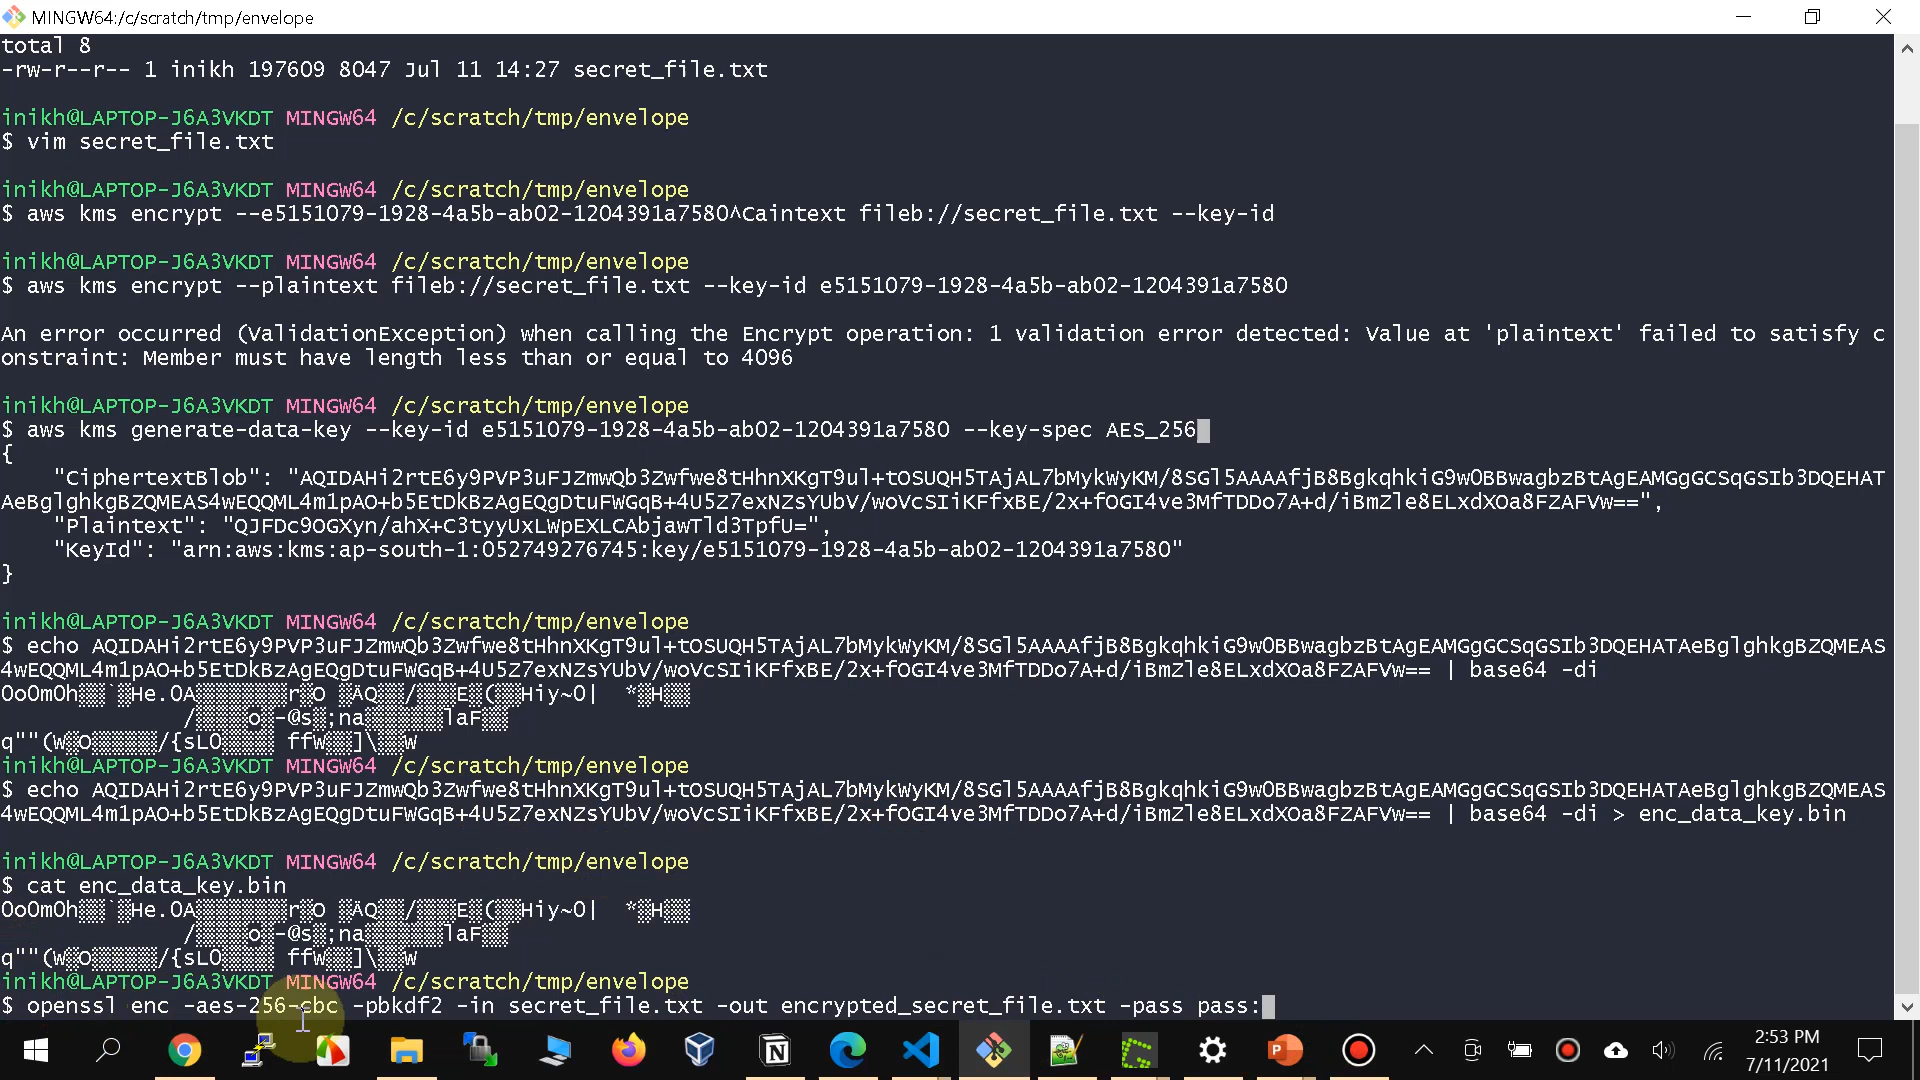 MINGW64:/c/scratch/tmp/envelope
total 8
-rw-r--r-- 1 inikh 197609 8047 Jul 11 14:27 secret_file.txt
inikh@LAPTOP-J6A3VKDT MINGW64 /c/scratch/tmp/envelope
$ vim secret_file.txt
inikh@LAPTOP-J6A3VKDT MINGW64 /c/scratch/tmp/envelope
$ aws kms encrypt --e5151079-1928-4a5b-ab02-1204391a7580^Caintext fileb://secret_file.txt --key-id
inikh@LAPTOP-J6A3VKDT MINGW64 /c/scratch/tmp/envelope
$ aws kms encrypt --plaintext fileb://secret_file.txt --key-id e5151079-1928-4a5b-ab02-1204391a7580
An error occurred (ValidationException) when calling the Encrypt operation: 1 validation error detected: Value at 'plaintext' failed to satisfy c
onstraint: Member must have length less than or equal to 4096
inikh@LAPTOP-J6A3VKDT MINGW64 /c/scratch/tmp/envelope
$ aws kms generate-data-key --key-id e5151079-1928-4a5b-ab02-1204391a7580 --key-spec AES_256
{
"CiphertextBlob": "AQIDAHi2rtE6y9PVP3uFJZmwQb3Zwfwe8tHhnXKgT9ul+tOSUQH5TAjAL7bMykWyKM/8SGl5AAAAfjB8BgkqhkiG9w0BBwagbzBtAgEAMGgGCSqGSIb3DQEHAT
AeBglghkgBZQMEAS4wEQQML4m1pAO+b5EtDkBzAgEQgDtuFWGqB+4U5Z7exNZsYUbV/woVcSIiKFfxBE/2x+fOGI4ve3MfTDDo7A+d/iBmZle8ELxdXOa8FZAFVw==",
"Plaintext": "QJFDc9OGXyn/ahX+C3tyyUxLWpEXLCAbjawTld3TpfU=",
"KeyId": "arn:aws:kms:ap-south-1:052749276745:key/e5151079-1928-4a5b-ab02-1204391a7580"
}
inikh@LAPTOP-J6A3VKDT MINGW64 /c/scratch/tmp/envelope
$ echo AQIDAHi2rtE6y9PVP3uFJZmwQb3Zwfwe8tHhnXKgT9ul+tOSUQH5TAjAL7bMykWyKM/8SGl5AAAAfjB8BgkqhkiG9w0BBwagbzBtAgEAMGgGCSqGSIb3DQEHATAeBglghkgBZQMEAS
4wEQQML4m1pAO+b5EtDkBzAgEQgDtuFWGqB+4U5Z7exNZsYUbV/woVcSIiKFfxBE/2x+fOGI4ve3MfTDDo7A+d/iBmZle8ELxdXOa8FZAFVw== | base64 -di
inikh@LAPTOP-J6A3VKDT MINGW64 /c/scratch/tmp/envelope
$ echo AQIDAHi2rtE6y9PVP3uFJZmwQb3Zwfwe8tHhnXKgT9ul+tOSUQH5TAjAL7bMykWyKM/8SGl5AAAAfjB8BgkqhkiG9w0BBwagbzBtAgEAMGgGCSqGSIb3DQEHATAeBglghkgBZQMEAS
4wEQQML4m1pAO+b5EtDkBzAgEQgDtuFWGqB+4U5Z7exNZsYUbV/woVcSIiKFfxBE/2x+fOGI4ve3MfTDDo7A+d/iBmZle8ELxdXOa8FZAFVw== | base64 -di > enc_data_key.bin
inikh@LAPTOP-J6A3VKDT MINGW64 /c/scratch/tmp/envelope
$ cat enc_data_key.bin
inikh@LAPTOP-J6A3VKDT MINGW64 /c/scratch/tmp/envelope
$ openssl enc -aes-256-cbc -pbkdf2 -in secret_file.txt -out encrypted_secret_file.txt -pass pass:
2:53 PM
7/11/2021